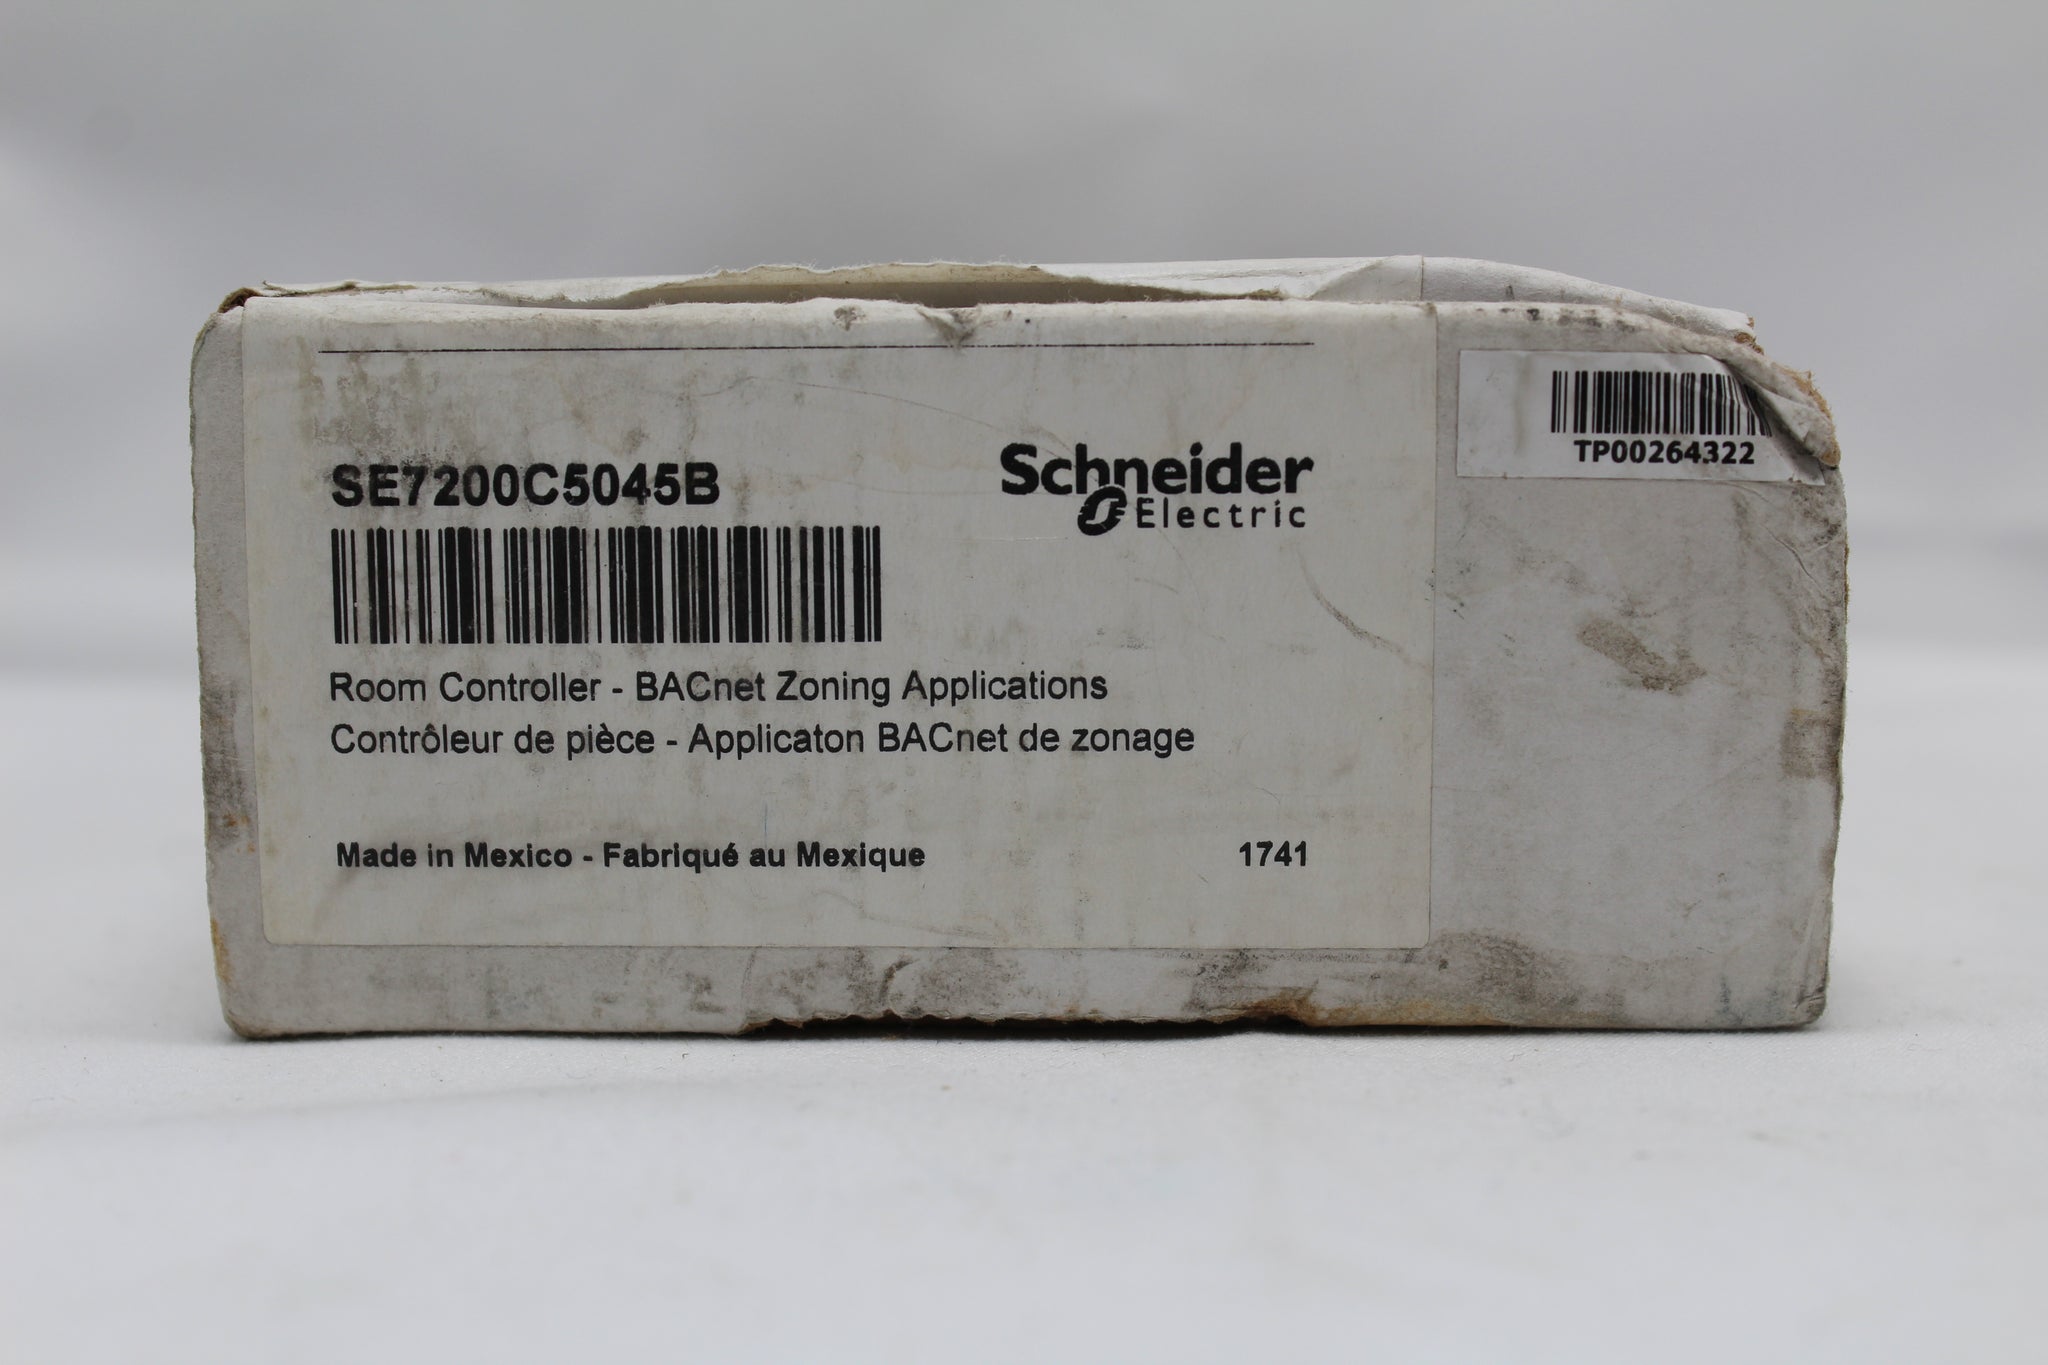 SE7200C5045B
Schneider
Electric
TP00264322
Room Controller - BACnet Zoning Applications
Contrôleur de pièce - Applicaton BACnet de zonage
Made in Mexico - Fabriqué au Mexique
1741